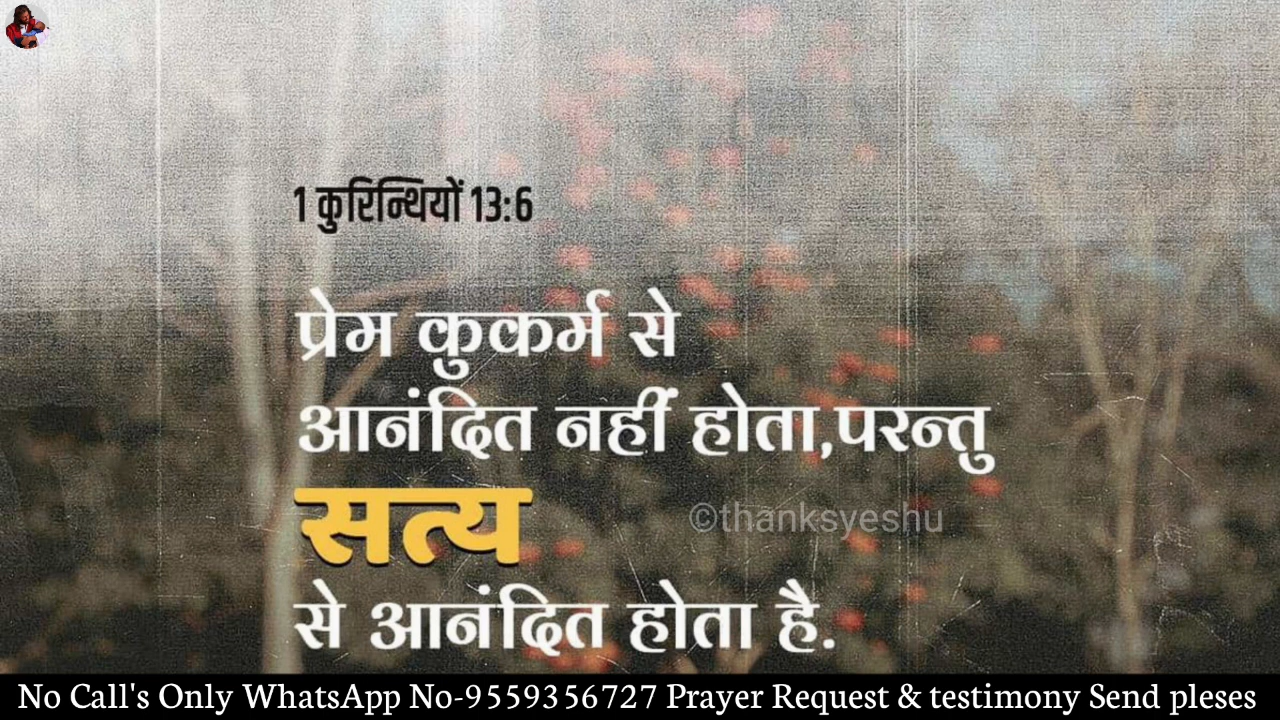 1 कुरिन्थियों 13:6
प्रेम कुकर्म से
आनंदित नहीं होता,परन्तु
सत्य
©thanksyeshu
से आनंदित होता है.
No Call's Only WhatsApp No-9559356727 Prayer Request & testimony Send pleses